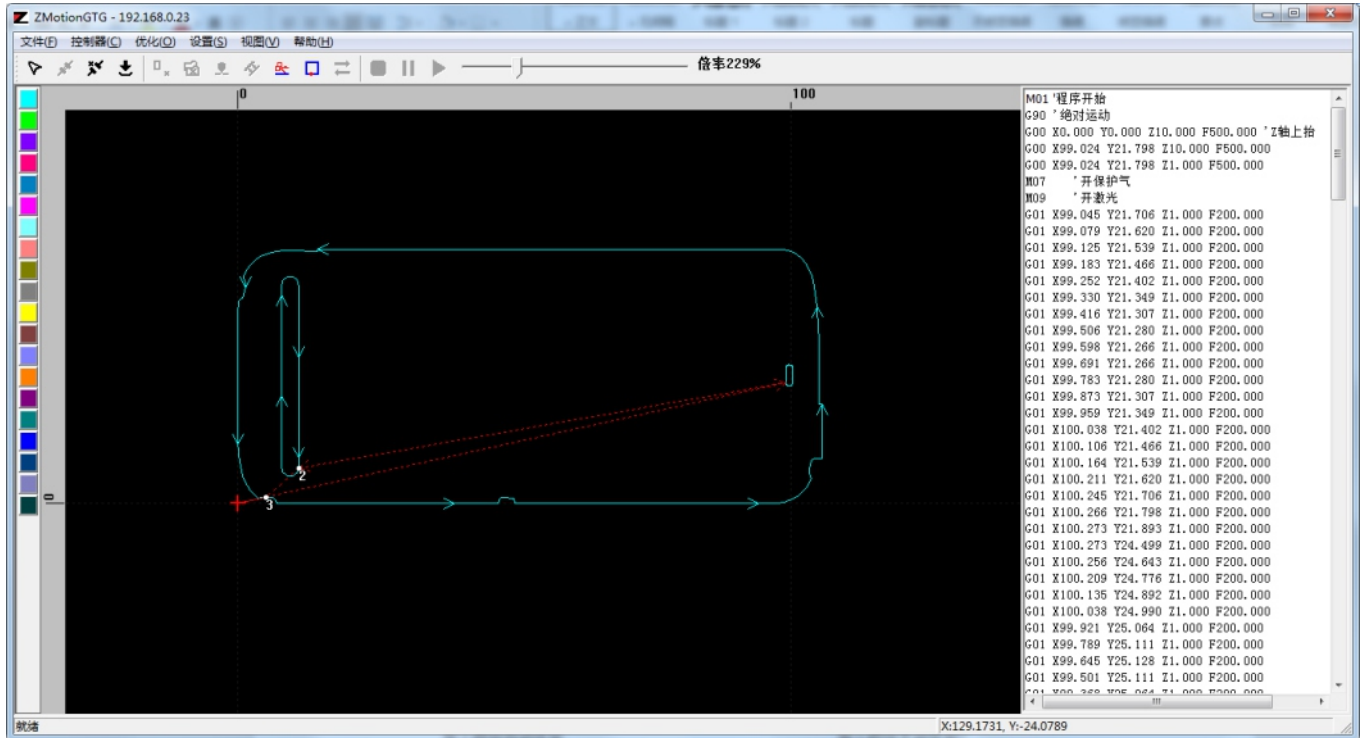 ZMotionGTG - 192.168.0.23
文件(F) 控制器(C) 优化(O) 设置(S) 视图(V) 帮助(H)
倍率229%
0 100
0
2
3
M01 '程序开始
G90 '绝对运动
G00 X0.000 Y0.000 Z10.000 F500.000 'Z轴上抬
G00 X99.024 Y21.798 Z10.000 F500.000
G00 X99.024 Y21.798 Z1.000 F500.000
M07 '开保护气
M09 '开激光
G01 X99.045 Y21.706 Z1.000 F200.000
G01 X99.079 Y21.620 Z1.000 F200.000
G01 X99.125 Y21.539 Z1.000 F200.000
G01 X99.183 Y21.466 Z1.000 F200.000
G01 X99.252 Y21.402 Z1.000 F200.000
G01 X99.330 Y21.349 Z1.000 F200.000
G01 X99.416 Y21.307 Z1.000 F200.000
G01 X99.506 Y21.280 Z1.000 F200.000
G01 X99.598 Y21.266 Z1.000 F200.000
G01 X99.691 Y21.266 Z1.000 F200.000
G01 X99.783 Y21.280 Z1.000 F200.000
G01 X99.873 Y21.307 Z1.000 F200.000
G01 X99.959 Y21.349 Z1.000 F200.000
G01 X100.038 Y21.402 Z1.000 F200.000
G01 X100.106 Y21.466 Z1.000 F200.000
G01 X100.164 Y21.539 Z1.000 F200.000
G01 X100.211 Y21.620 Z1.000 F200.000
G01 X100.245 Y21.706 Z1.000 F200.000
G01 X100.266 Y21.798 Z1.000 F200.000
G01 X100.273 Y21.893 Z1.000 F200.000
G01 X100.273 Y24.499 Z1.000 F200.000
G01 X100.256 Y24.643 Z1.000 F200.000
G01 X100.209 Y24.776 Z1.000 F200.000
G01 X100.135 Y24.892 Z1.000 F200.000
G01 X100.038 Y24.990 Z1.000 F200.000
G01 X99.921 Y25.064 Z1.000 F200.000
G01 X99.789 Y25.111 Z1.000 F200.000
G01 X99.645 Y25.128 Z1.000 F200.000
G01 X99.501 Y25.111 Z1.000 F200.000
就绪
X:129.1731, Y:-24.0789